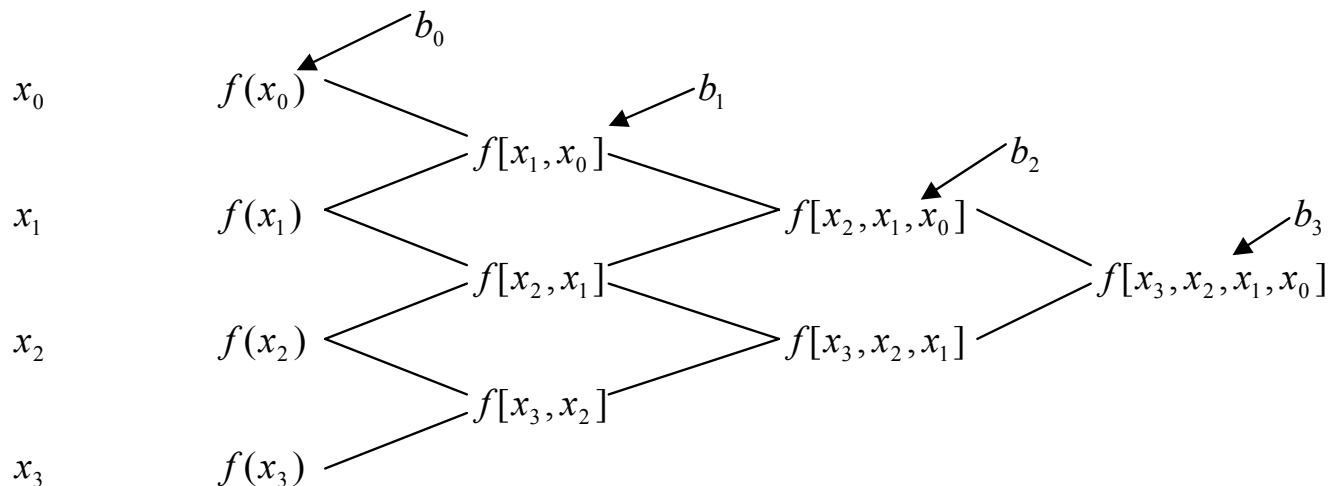 b₀
x₀ f(x₀) b₁
f[x₁, x₀] b₂
x₁ f(x₁) f[x₂, x₁, x₀] b₃
f[x₂, x₁] f[x₃, x₂, x₁, x₀]
x₂ f(x₂) f[x₃, x₂, x₁]
f[x₃, x₂]
x₃ f(x₃)